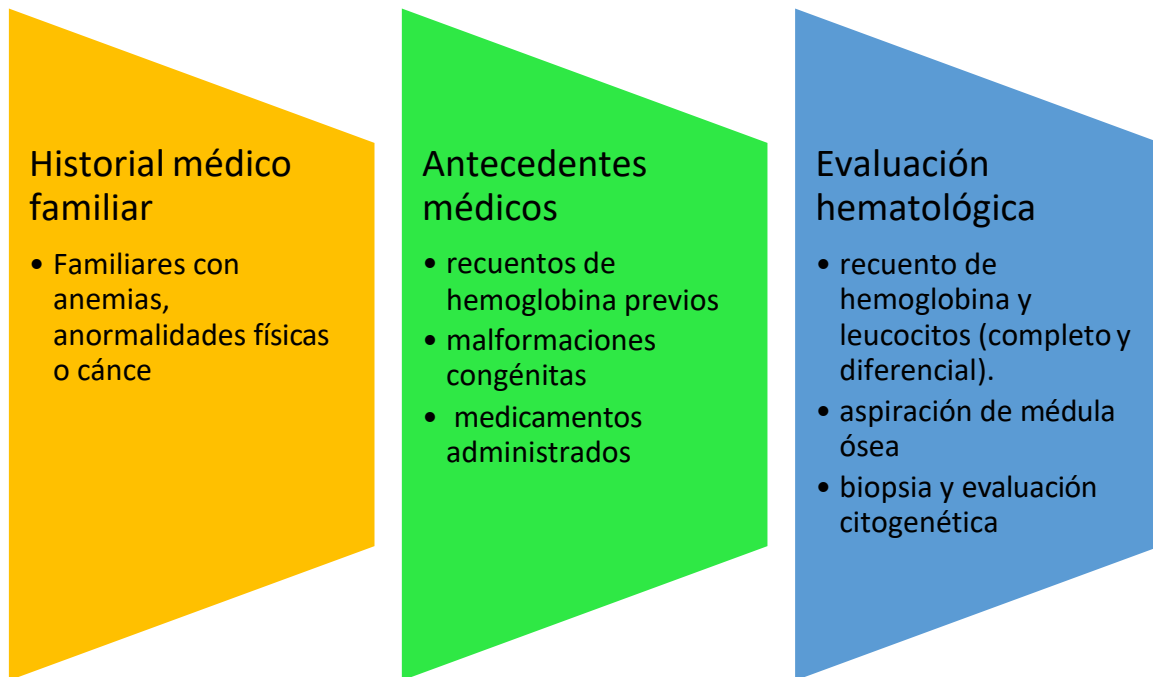 Historial médico
familiar
• Familiares con
anemias,
anormalidades físicas
o cánce
Antecedentes
médicos
• recuentos de
hemoglobina previos
• malformaciones
congénitas
• medicamentos
administrados
Evaluación
hematológica
• recuento de
hemoglobina y
leucocitos (completo y
diferencial).
• aspiración de médula
ósea
• biopsia y evaluación
citogenética